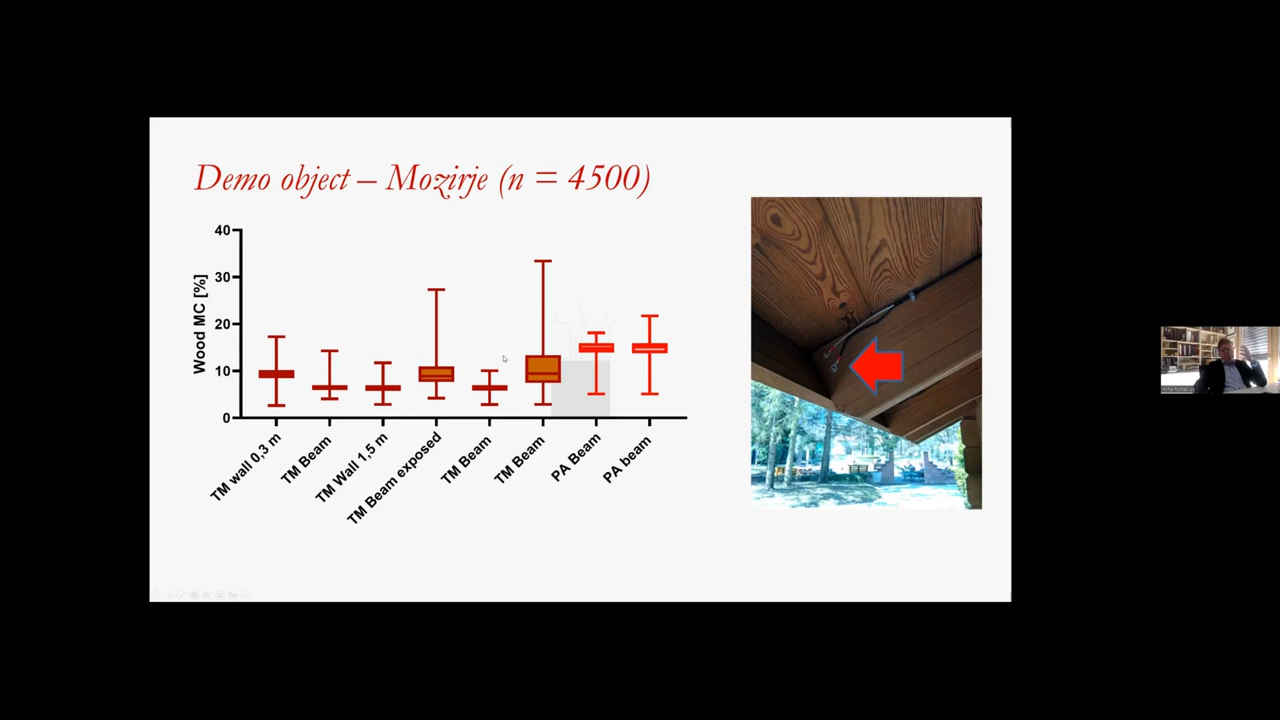 Demo object – Mozirje (n = 4500)
Wood MC [%]
40
30
20
10
0
TM wall 0,3 m
TM Beam
TM Wall 1,5 m
TM Beam exposed
TM Beam
TM Beam
PA Beam
PA beam